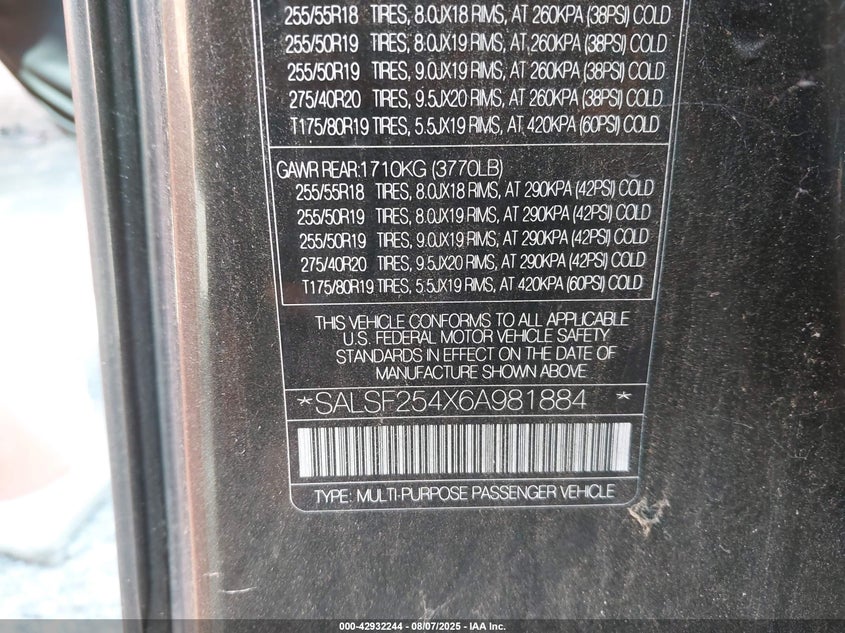 255/55R18 TIRES, 8.0JX18 RIMS, AT 260KPA (38PSI) COLD
255/50R19 TIRES, 8.0JX19 RIMS, AT 260KPA (38PSI) COLD
255/50R19 TIRES, 9.0JX19 RIMS, AT 260KPA (38PSI) COLD
275/40R20 TIRES, 9.5JX20 RIMS, AT 260KPA (38PSI) COLD
T175/80R19 TIRES, 5.5JX19 RIMS, AT 420KPA (60PSI) COLD
GAWR REAR:1710KG (3770LB)
255/55R18 TIRES, 8.0JX18 RIMS, AT 290KPA (42PSI) COLD
255/50R19 TIRES, 8.0JX19 RIMS, AT 290KPA (42PSI) COLD
255/50R19 TIRES, 9.0JX19 RIMS, AT 290KPA (42PSI) COLD
275/40R20 TIRES, 9.5JX20 RIMS, AT 290KPA (42PSI) COLD
T175/80R19 TIRES, 5.5JX19 RIMS, AT 420KPA (60PSI) COLD
THIS VEHICLE CONFORMS TO ALL APPLICABLE
U.S. FEDERAL MOTOR VEHICLE SAFETY
STANDARDS IN EFFECT ON THE DATE OF
MANUFACTURE SHOWN ABOVE
*SALSF254X6A981884 *
TYPE: MULTI-PURPOSE PASSENGER VEHICLE
000-42932244 - 08/07/2025 - IAA Inc.